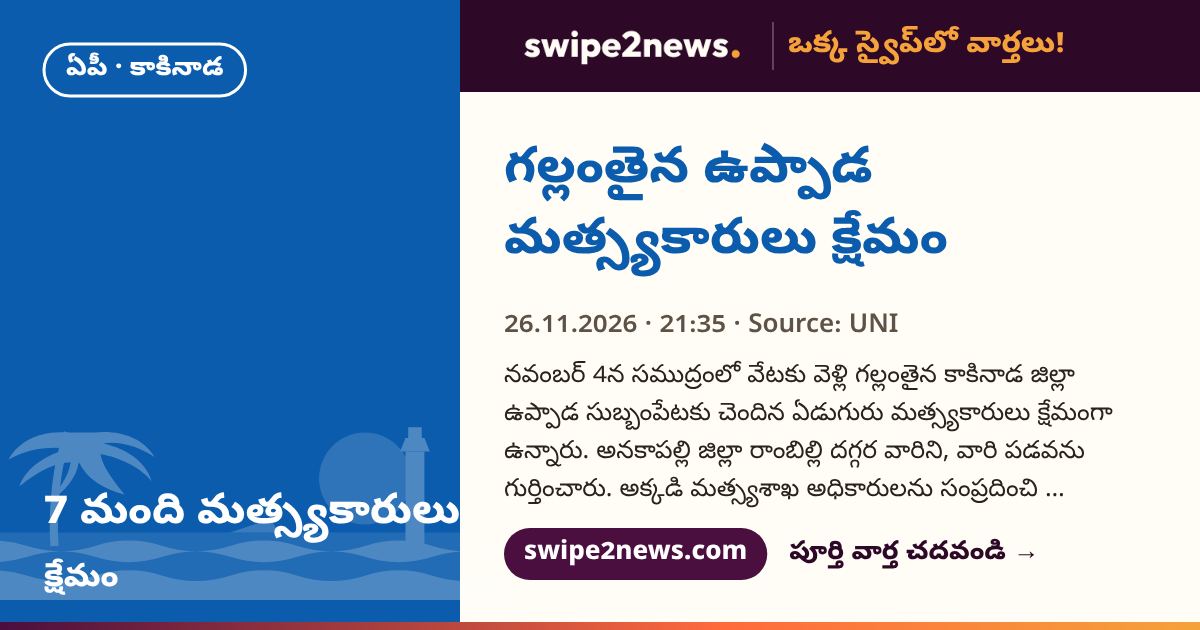 ఏపీ · కాకినాడ
swipe2news.
ఒక్క స్వైప్‌లో వార్తలు!
గల్లంతైన ఉప్పాడ
మత్స్యకారులు క్షేమం
26.11.2026 · 21:35 · Source: UNI
నవంబర్ 4న సముద్రంలో వేటకు వెళ్లి గల్లంతైన కాకినాడ జిల్లా
ఉప్పాడ సుబ్బంపేటకు చెందిన ఏడుగురు మత్స్యకారులు క్షేమంగా
ఉన్నారు. అనకాపల్లి జిల్లా రాంబిల్లి దగ్గర వారిని, వారి పడవను
గుర్తించారు. అక్కడి మత్స్యశాఖ అధికారులను సంప్రదించి ...
7 మంది మత్స్యకారులు
క్షేమం
swipe2news.com
పూర్తి వార్త చదవండి →